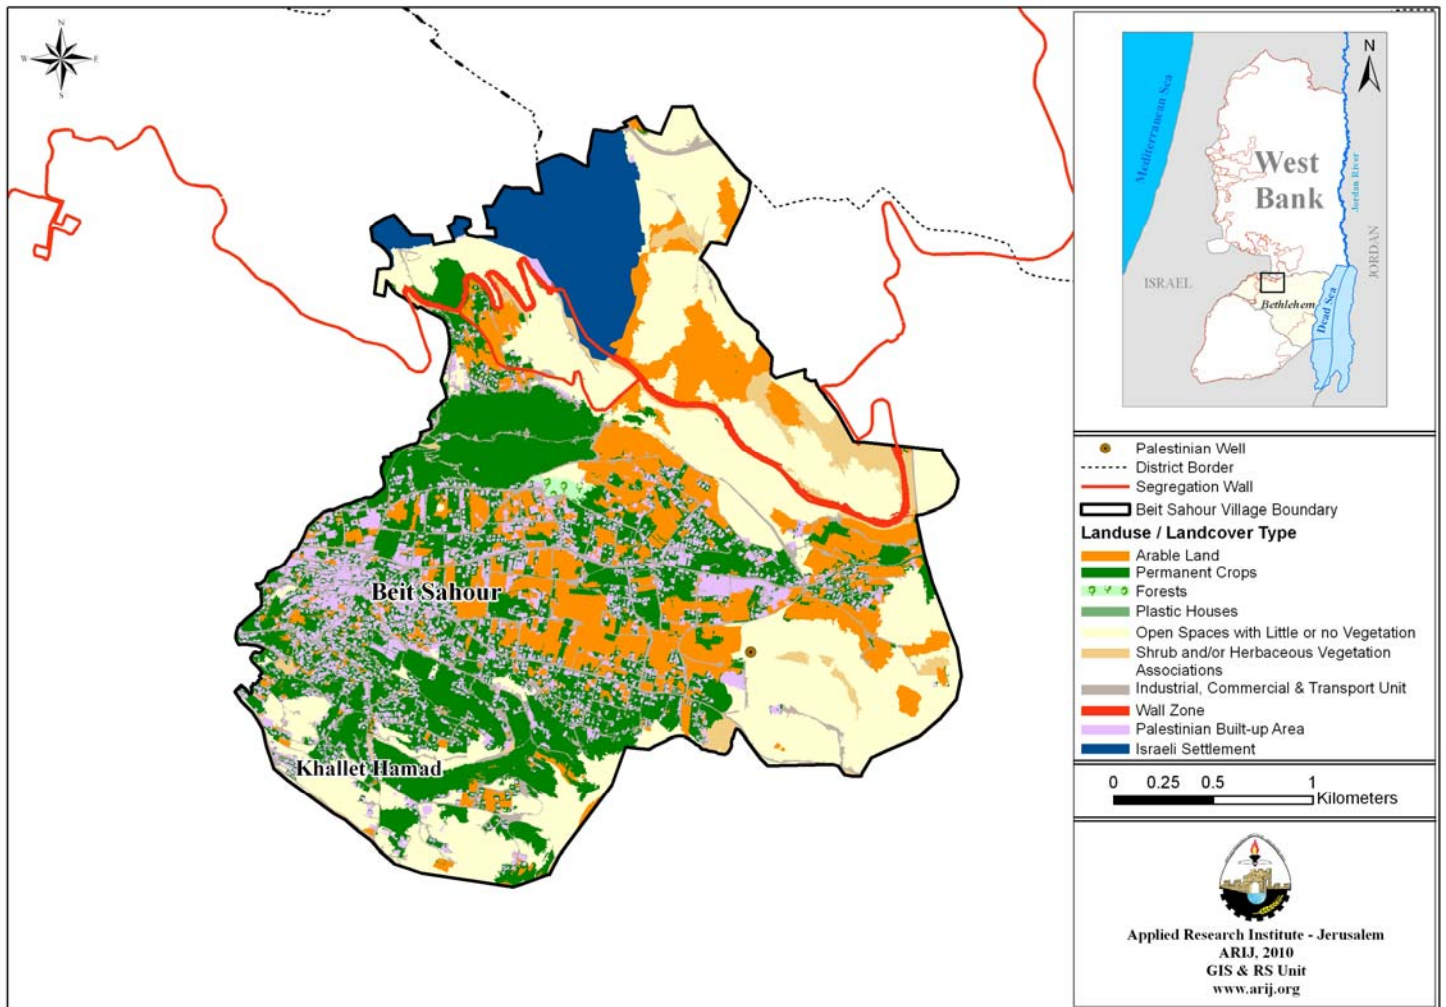 N
W
E
S
Beit Sahour
Khallet Hamad
N
Mediterranean Sea
West
Bank
Jordan River
JORDAN
ISRAEL
Bethlehem
Dead Sea
Palestinian Well
District Border
Segregation Wall
Beit Sahour Village Boundary
Landuse / Landcover Type
Arable Land
Permanent Crops
Forests
Plastic Houses
Open Spaces with Little or no Vegetation
Shrub and/or Herbaceous Vegetation
Associations
Industrial, Commercial & Transport Unit
Wall Zone
Palestinian Built-up Area
Israeli Settlement
0 0.25 0.5 1
Kilometers
Applied Research Institute - Jerusalem
ARIJ, 2010
GIS & RS Unit
www.arij.org